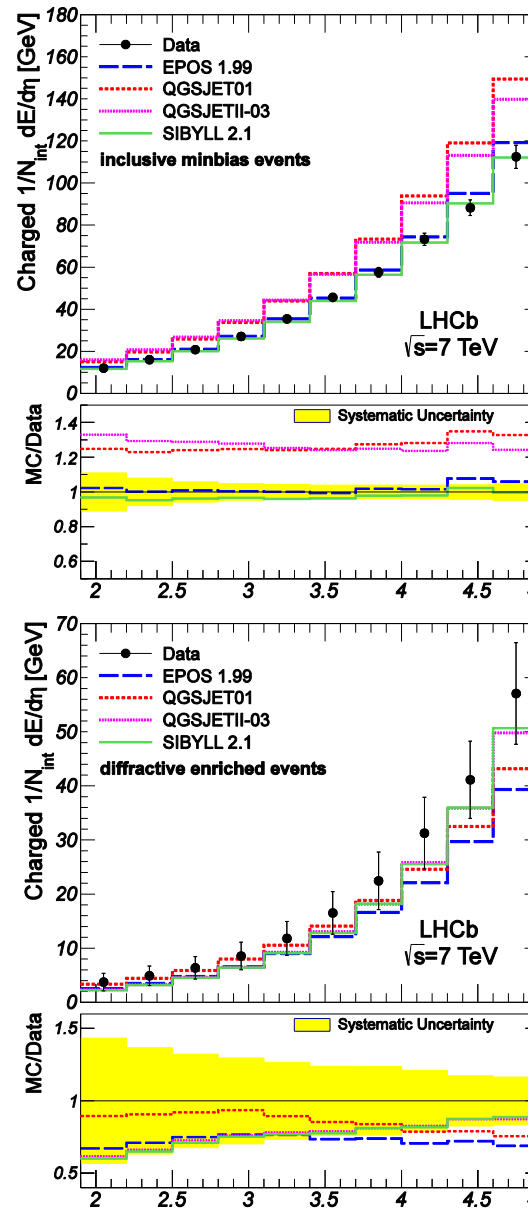 180
160
140
120
100
80
60
40
20
0
Charged 1/N_int dE/dη [GeV]
Data
EPOS 1.99
QGSJET01
QGSJETII-03
SIBYLL 2.1
inclusive minbias events
LHCb
√s=7 TeV
MC/Data
1.4
1.2
1
0.8
0.6
Systematic Uncertainty
2 2.5 3 3.5 4 4.5
70
60
50
40
30
20
10
0
Charged 1/N_int dE/dη [GeV]
Data
EPOS 1.99
QGSJET01
QGSJETII-03
SIBYLL 2.1
diffractive enriched events
LHCb
√s=7 TeV
MC/Data
1.5
1
0.5
Systematic Uncertainty
2 2.5 3 3.5 4 4.5